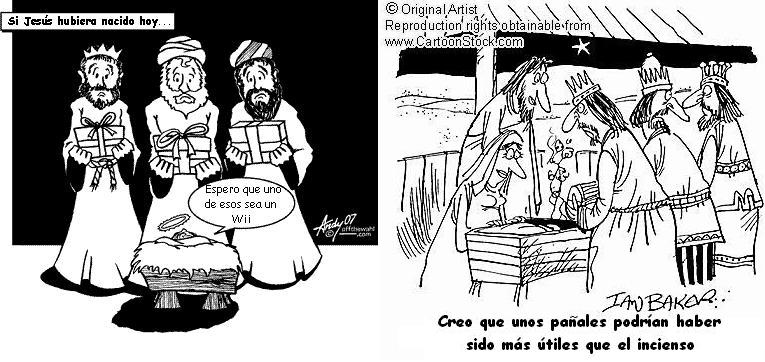 Si Jesús hubiera nacido hoy...
Espero que uno
de esos sea un
Wii
Andy 07
© offthewahl
.com
© Original Artist
Reproduction rights obtainable from
www.CartoonStock.com
IAN BAKER
Creo que unos pañales podrían haber
sido más útiles que el incienso